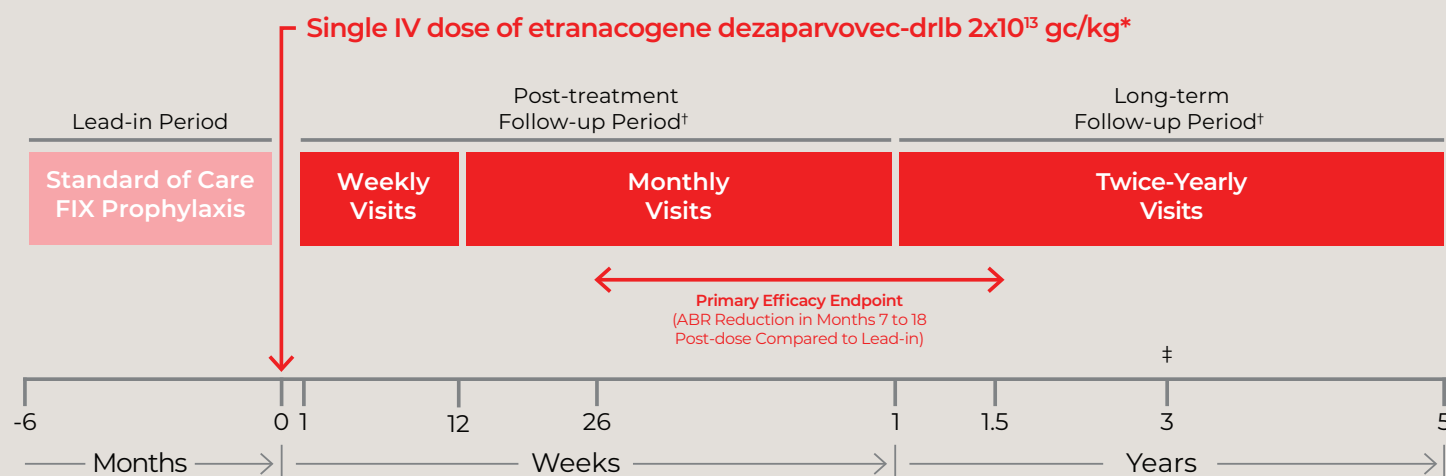 Single IV dose of etranacogene dezaparvovec-drlb 2x10¹³ gc/kg*
Lead-in Period
Post-treatment
Follow-up Period†
Long-term
Follow-up Period†
Standard of Care
FIX Prophylaxis
Weekly
Visits
Monthly
Visits
Twice-Yearly
Visits
Primary Efficacy Endpoint
(ABR Reduction in Months 7 to 18
Post-dose Compared to Lead-in)
‡
-6 0 1 12 26 1 1.5 3 5
Months Weeks Years